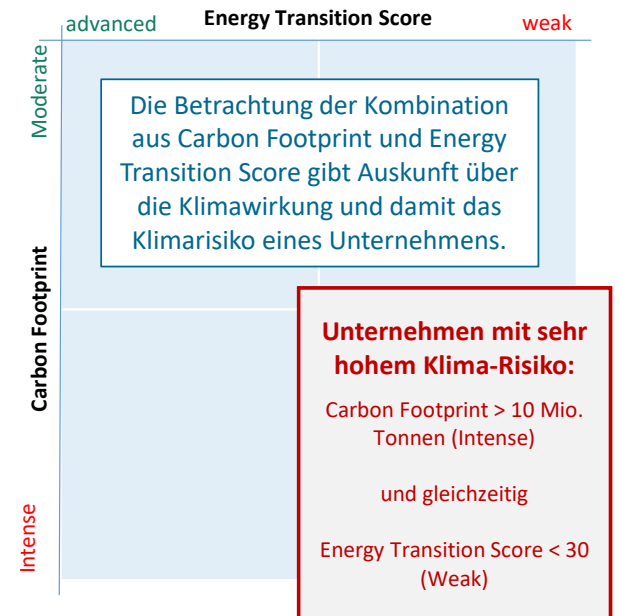 advanced
Energy Transition Score
weak
Moderate
Carbon Footprint
Intense
Die Betrachtung der Kombination
aus Carbon Footprint und Energy
Transition Score gibt Auskunft über
die Klimawirkung und damit das
Klimarisiko eines Unternehmens.
Unternehmen mit sehr
hohem Klima-Risiko:
Carbon Footprint > 10 Mio.
Tonnen (Intense)
und gleichzeitig
Energy Transition Score < 30
(Weak)